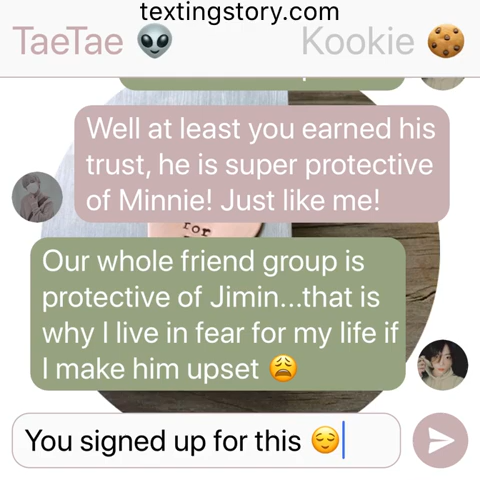 textingstory.com
TaeTae 👽 Kookie 🍪
Well at least you earned his
trust, he is super protective
of Minnie! Just like me!
for
Our whole friend group is
protective of Jimin...that is
why I live in fear for my life if
I make him upset 😩
You signed up for this 😌